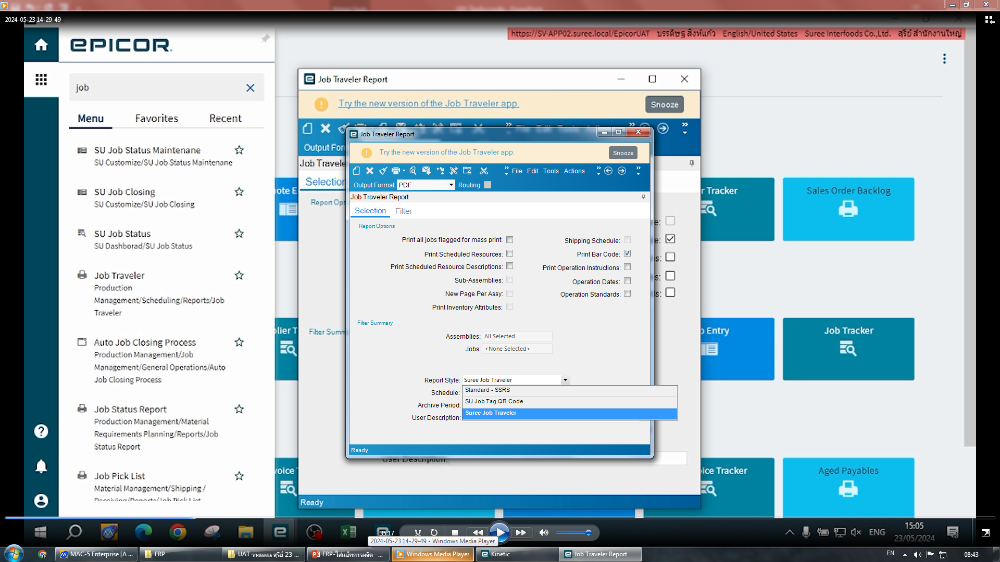 2024-05-23 14-29-49
EPICOR
https://SV-APP02.suree.local/EpicorUAT บรรดิษฐ สิงห์แก้ว English/United States Suree Interfoods Co.,Ltd. สุรีย์ สำนักงานใหญ่
job
Menu Favorites Recent
SU Job Status Maintenane
SU Customize/SU Job Status Maintenane
SU Job Closing
SU Customize/SU Job Closing
SU Job Status
SU Dashborad/SU Job Status
Job Traveler
Production
Management/Scheduling/Reports/Job
Traveler
Auto Job Closing Process
Production Management/Job
Management/General Operations/Auto
Job Closing Process
Job Status Report
Production Management/Material
Requirements Planning/Reports/Job
Status Report
Job Pick List
Material Management/Shipping /
Receiving/Reports/Job Pick List
Job Traveler Report
Try the new version of the Job Traveler app.
Snooze
Output For
Job Travele
Selection
Report Opt
Filter Summ
User Description:
Ready
Job Traveler Report
Try the new version of the Job Traveler app.
Snooze
File Edit Tools Actions
Output Format: PDF Routing
Job Traveler Report
Selection Filter
Report Options
Print all jobs flagged for mass print:
Print Scheduled Resources:
Print Scheduled Resource Descriptions:
Sub-Assemblies:
New Page Per Assy:
Print Inventory Attributes:
Shipping Schedule:
Print Bar Code:
Print Operation Instructions:
Operation Dates:
Operation Standards:
Filter Summary
Assemblies: All Selected
Jobs: <None Selected>
Report Style: Suree Job Traveler
Schedule:
Archive Period:
User Description:
Standard - SSRS
SU Job Tag QR Code
Suree Job Traveler
Ready
ote E
r Tracker
Sales Order Backlog
lier T
b Entry
Job Tracker
voice T
ice Tracker
Aged Payables
35:17
2024-05-23 14-29-49 - Windows Media Player
ENG
15:05
23/05/2024
MAC-5 Enterprise [A ...
ERP
UAT วางแผน สุรีย์ 23-...
ERP-ใส่แป็ทการผลิต - ...
Windows Media Player
Kinetic
Job Traveler Report
EN
08:43